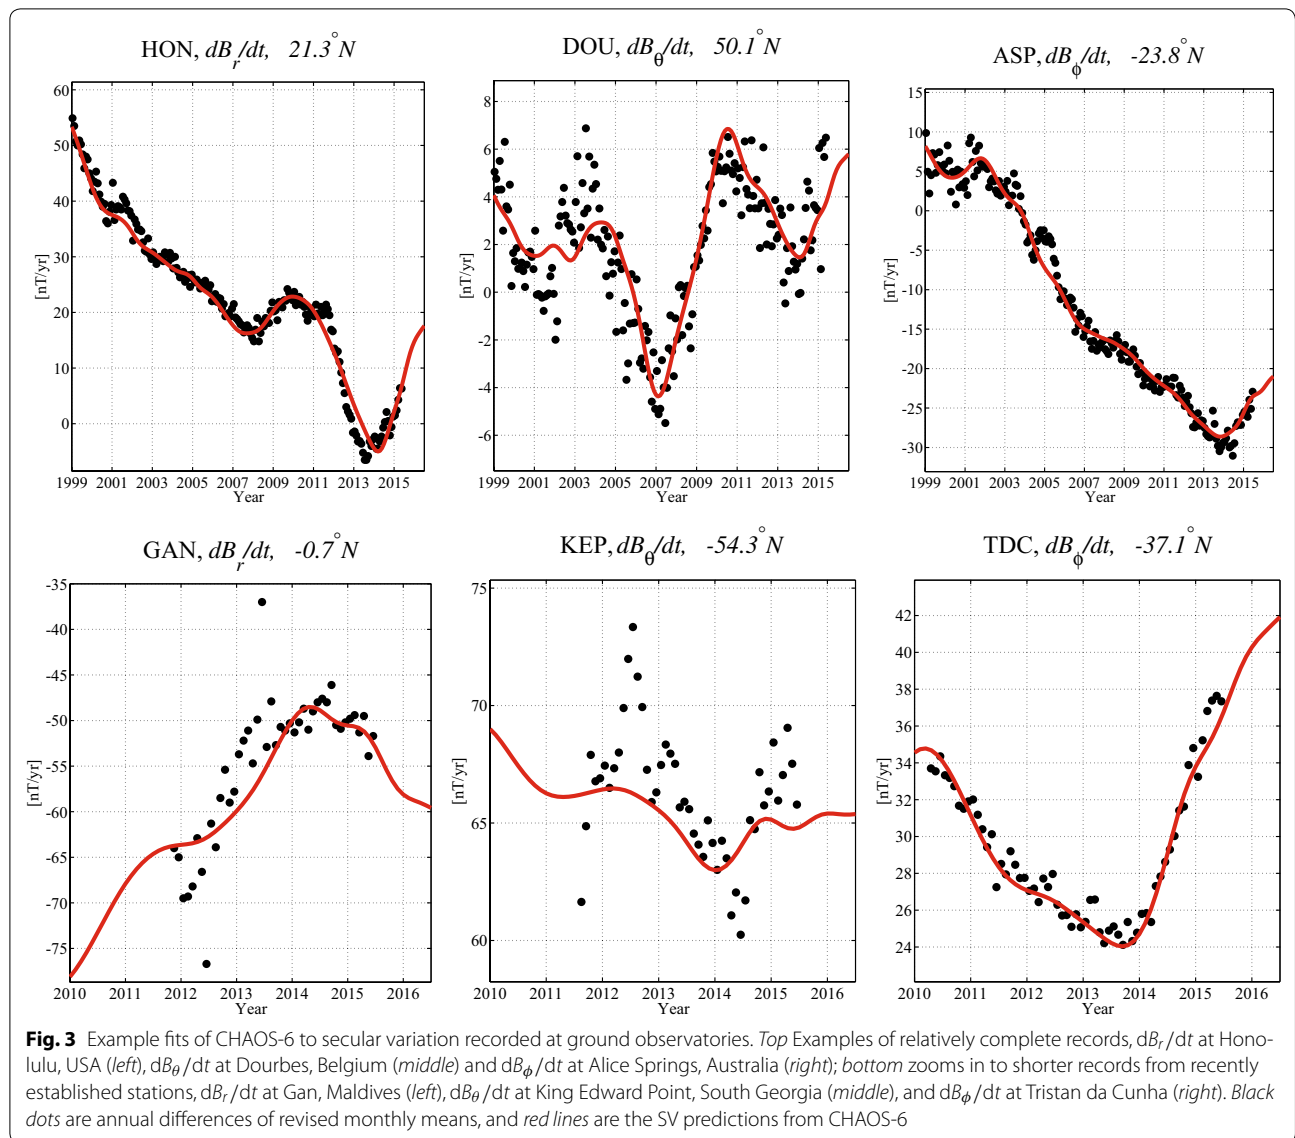 HON, dB_r/dt, 21.3°N
DOU, dB_θ/dt, 50.1°N
ASP, dB_ϕ/dt, -23.8°N
60
50
40
30
20
10
0
[nT/yr]
1999 2001 2003 2005 2007 2009 2011 2013 2015
Year
8
6
4
2
0
-2
-4
-6
[nT/yr]
1999 2001 2003 2005 2007 2009 2011 2013 2015
Year
15
10
5
0
-5
-10
-15
-20
-25
-30
[nT/yr]
1999 2001 2003 2005 2007 2009 2011 2013 2015
Year
GAN, dB_r/dt, -0.7°N
KEP, dB_θ/dt, -54.3°N
TDC, dB_ϕ/dt, -37.1°N
-35
-40
-45
-50
-55
-60
-65
-70
-75
[nT/yr]
2010 2011 2012 2013 2014 2015 2016
Year
75
70
65
60
[nT/yr]
2010 2011 2012 2013 2014 2015 2016
Year
42
40
38
36
34
32
30
28
26
24
[nT/yr]
2010 2011 2012 2013 2014 2015 2016
Year
Fig. 3 Example fits of CHAOS-6 to secular variation recorded at ground observatories. Top Examples of relatively complete records, dB_r/dt at Hono-
lulu, USA (left), dB_θ/dt at Dourbes, Belgium (middle) and dB_ϕ/dt at Alice Springs, Australia (right); bottom zooms in to shorter records from recently
established stations, dB_r/dt at Gan, Maldives (left), dB_θ/dt at King Edward Point, South Georgia (middle), and dB_ϕ/dt at Tristan da Cunha (right). Black
dots are annual differences of revised monthly means, and red lines are the SV predictions from CHAOS-6